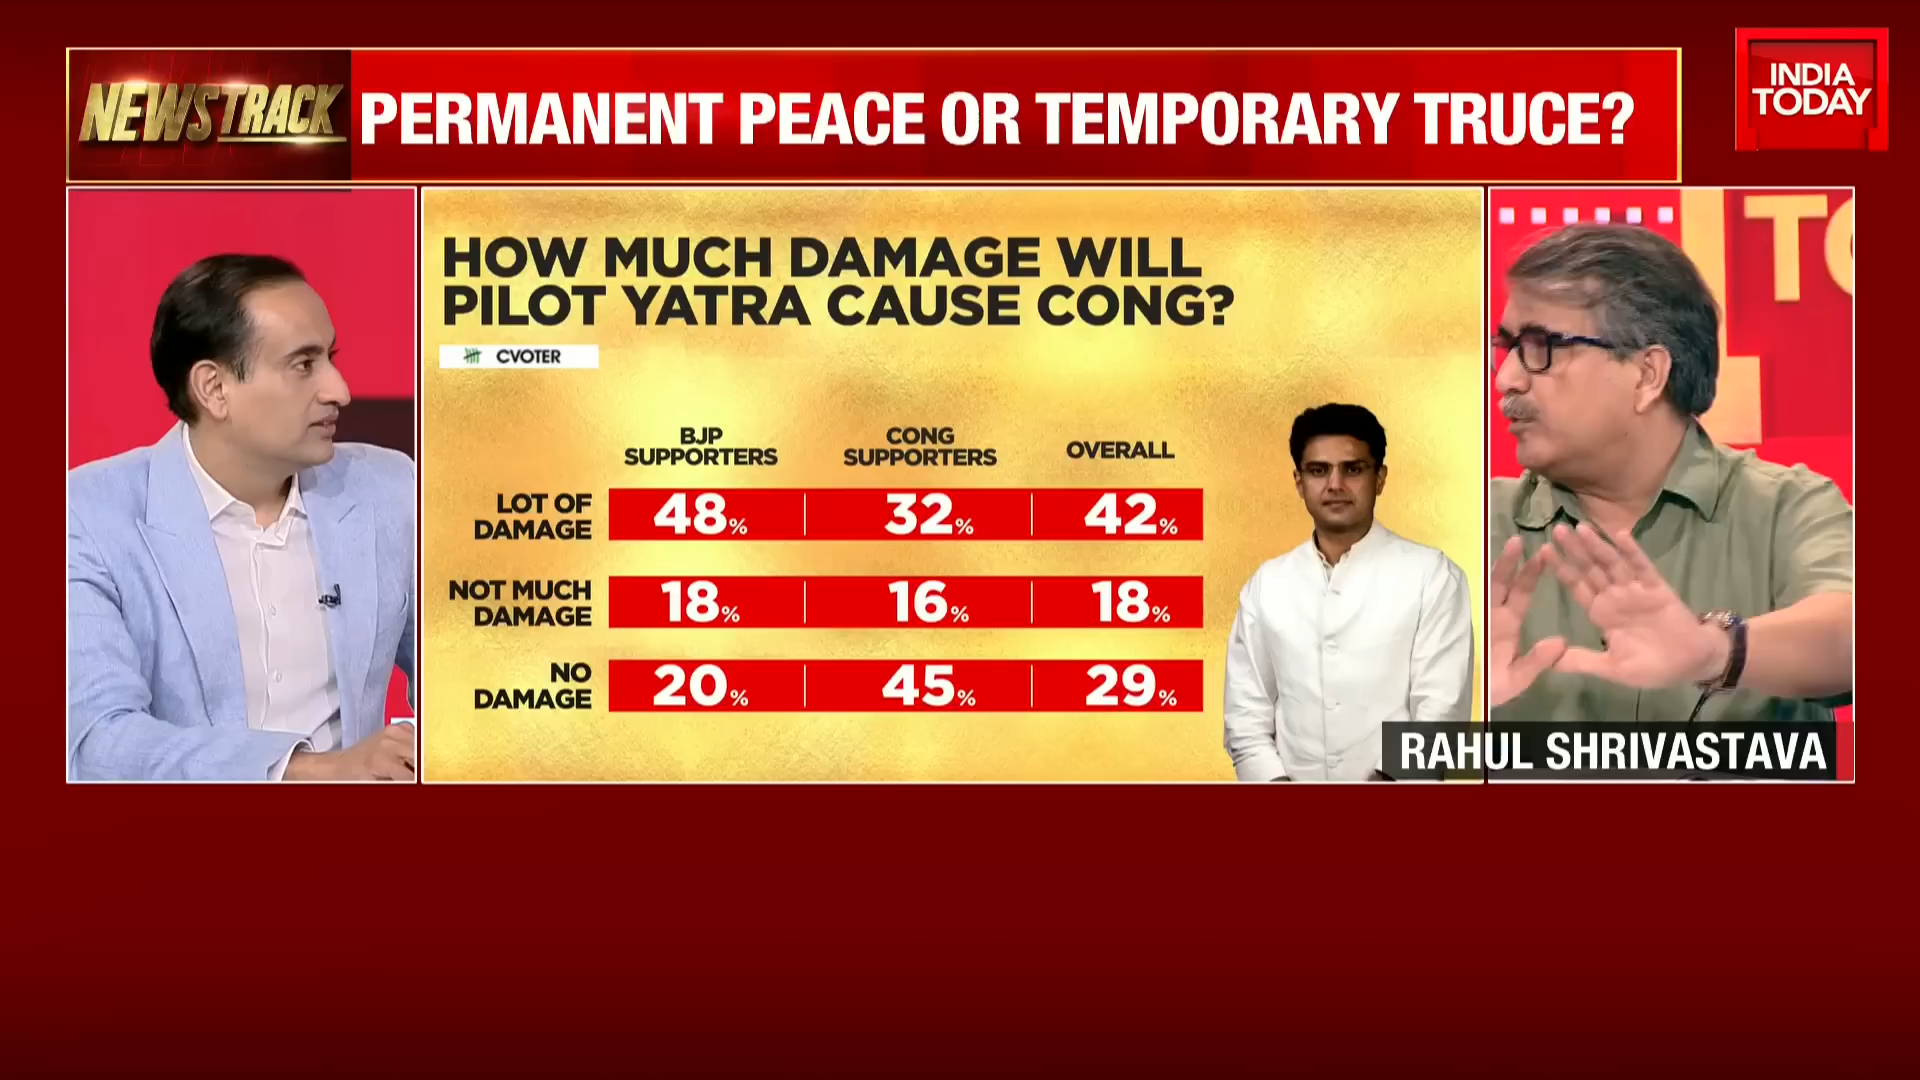 NEWSTRACK
PERMANENT PEACE OR TEMPORARY TRUCE?
INDIA
TODAY
TO
HOW MUCH DAMAGE WILL
PILOT YATRA CAUSE CONG?
CVOTER
BJP
SUPPORTERS
CONG
SUPPORTERS
OVERALL
LOT OF
DAMAGE
48%
32%
42%
NOT MUCH
DAMAGE
18%
16%
18%
NO
DAMAGE
20%
45%
29%
RAHUL SHRIVASTAVA